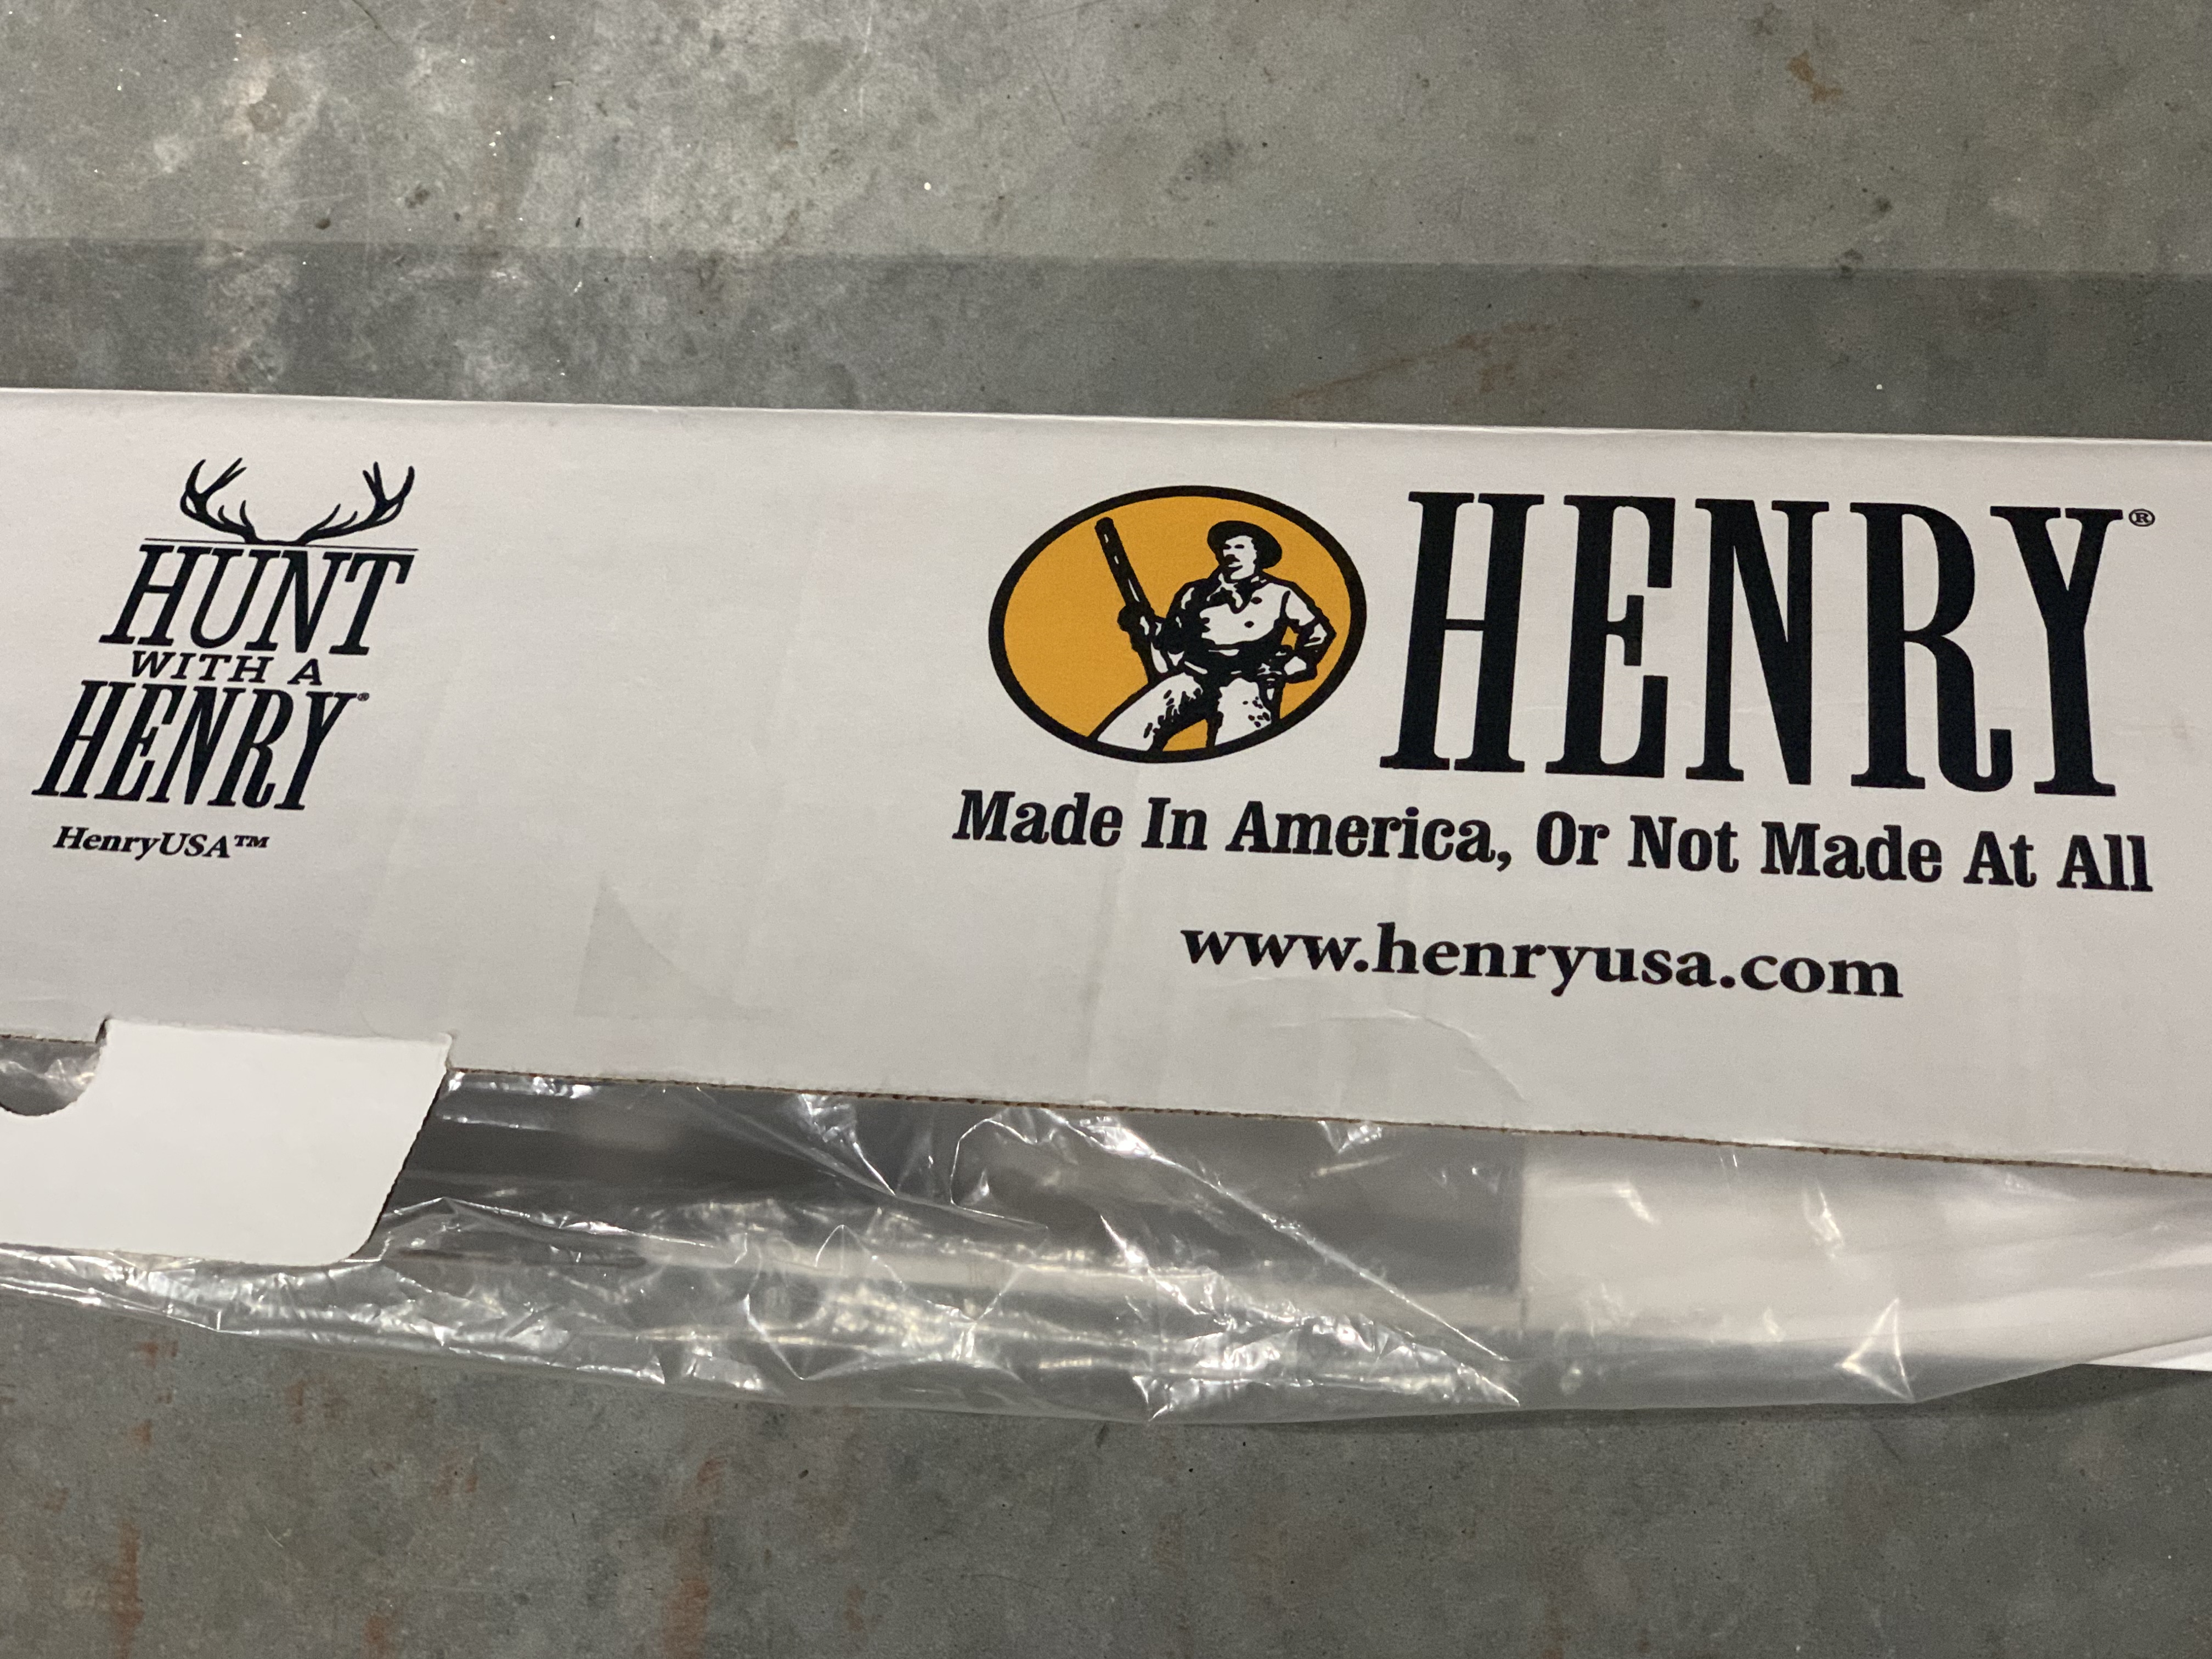 HUNT
WITH A
HENRY®
HenryUSA™
HENRY®
Made In America, Or Not Made At All
www.henryusa.com